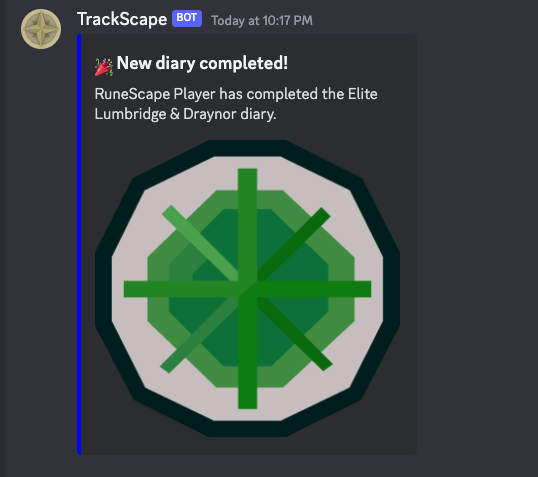 TrackScape BOT Today at 10:17 PM
New diary completed!
RuneScape Player has completed the Elite
Lumbridge & Draynor diary.